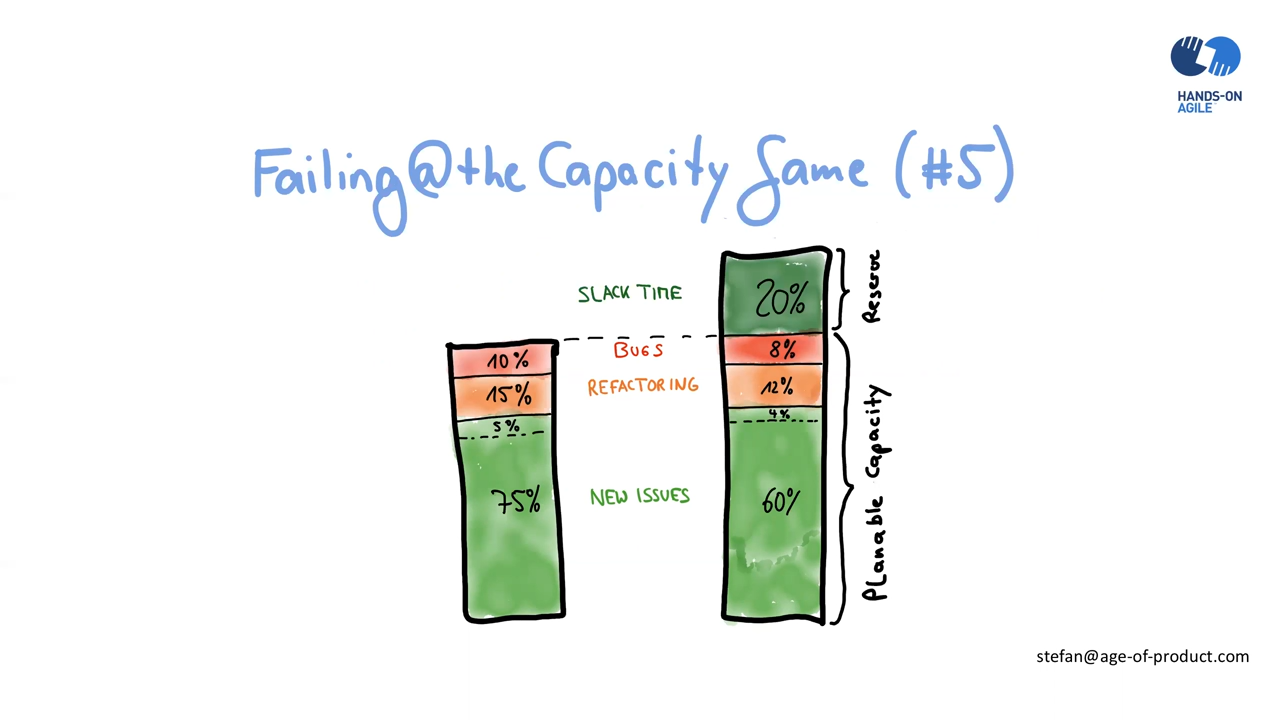 HANDS-ON
AGILE
Failing@the Capacity Game (#5)
SLACK TIME
20%
Reserve
10%
BUGS
8%
15%
REFACTORING
12%
5%
4%
75%
NEW ISSUES
60%
Planable Capacity
stefan@age-of-product.com